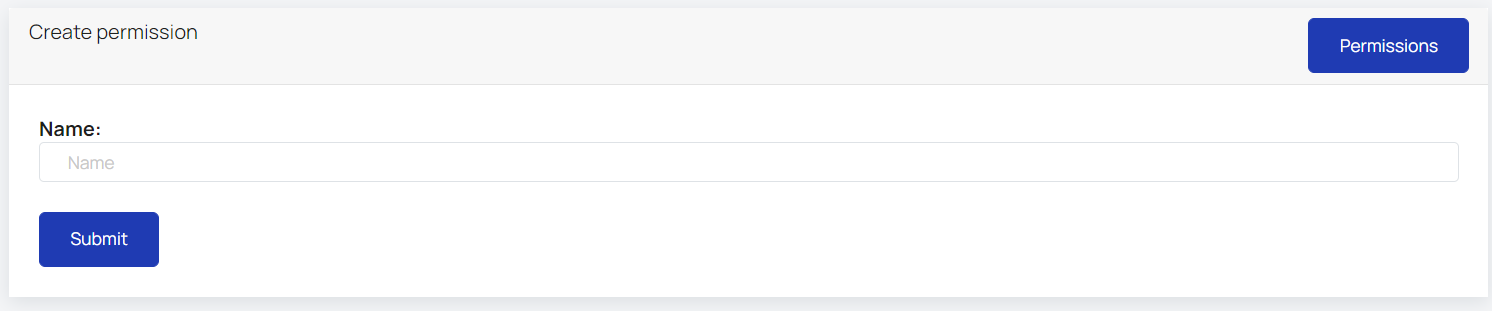 Create permission
Permissions
Name:
Name
Submit